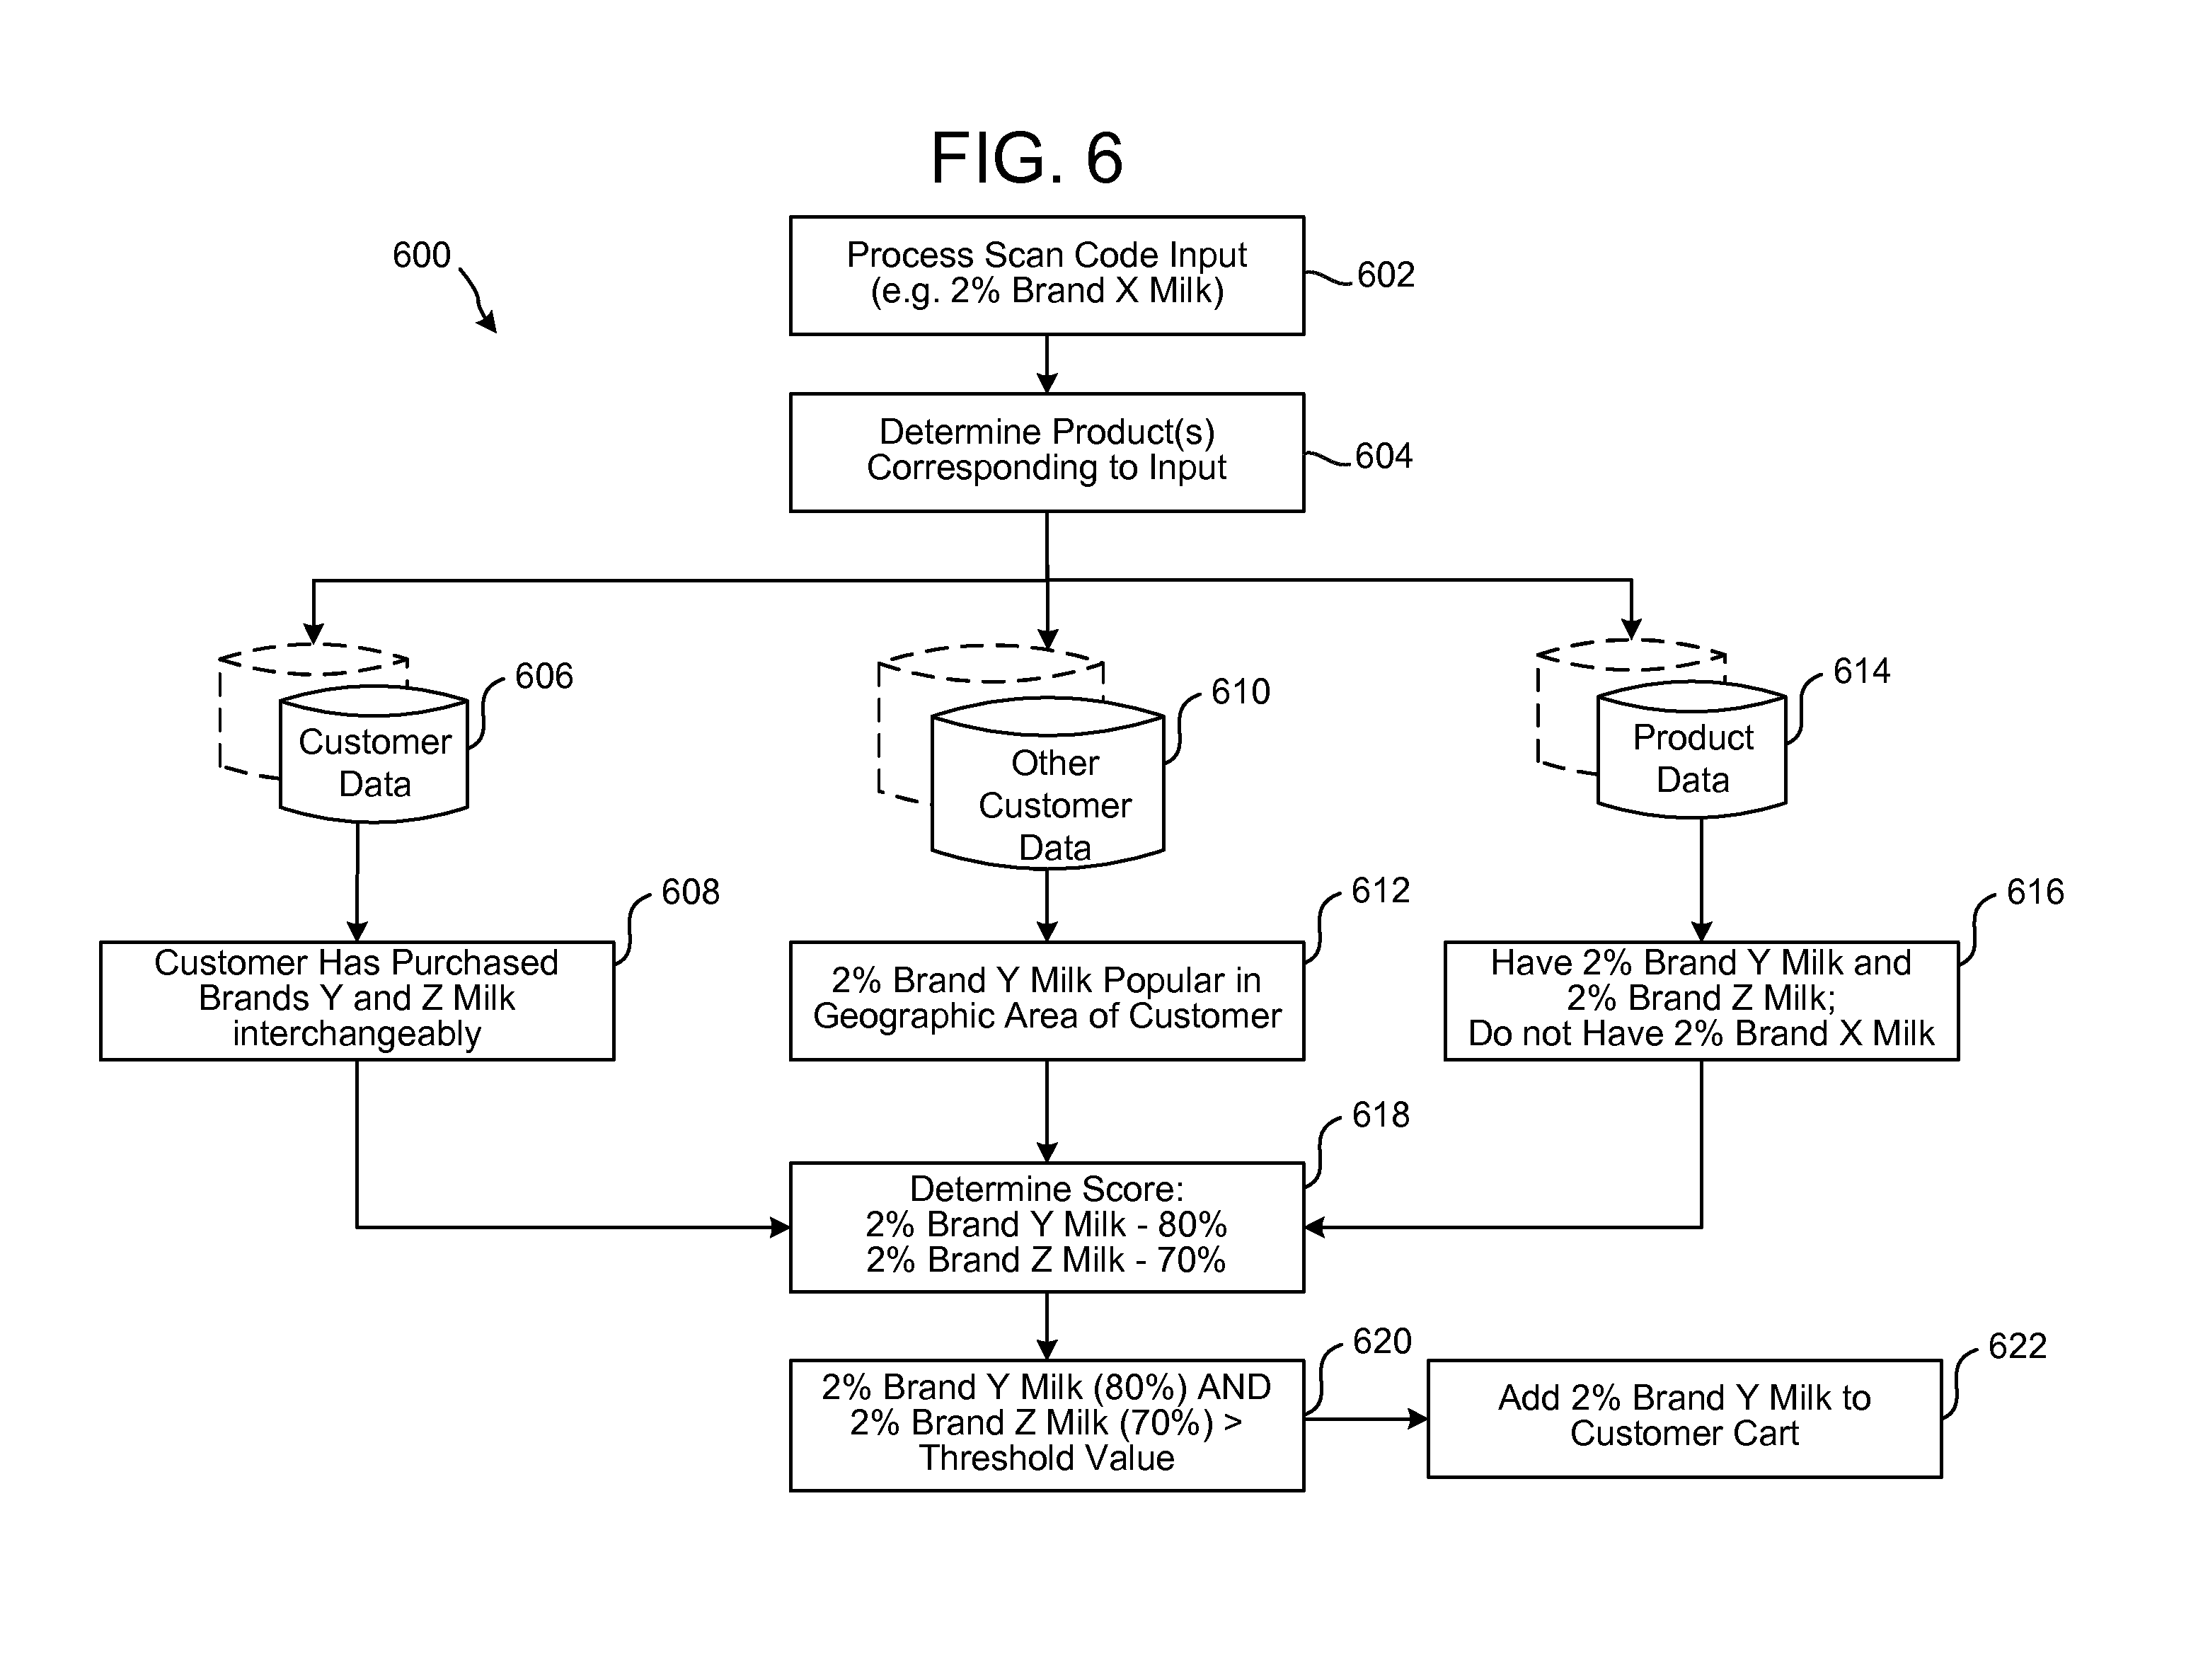 FIG. 6
600
Process Scan Code Input
(e.g. 2% Brand X Milk)
602
Determine Product(s)
Corresponding to Input
604
Customer
Data
606
Other
Customer
Data
610
Product
Data
614
Customer Has Purchased
Brands Y and Z Milk
interchangeably
608
2% Brand Y Milk Popular in
Geographic Area of Customer
612
Have 2% Brand Y Milk and
2% Brand Z Milk;
Do not Have 2% Brand X Milk
616
Determine Score:
2% Brand Y Milk - 80%
2% Brand Z Milk - 70%
618
2% Brand Y Milk (80%) AND
2% Brand Z Milk (70%) >
Threshold Value
620
Add 2% Brand Y Milk to
Customer Cart
622